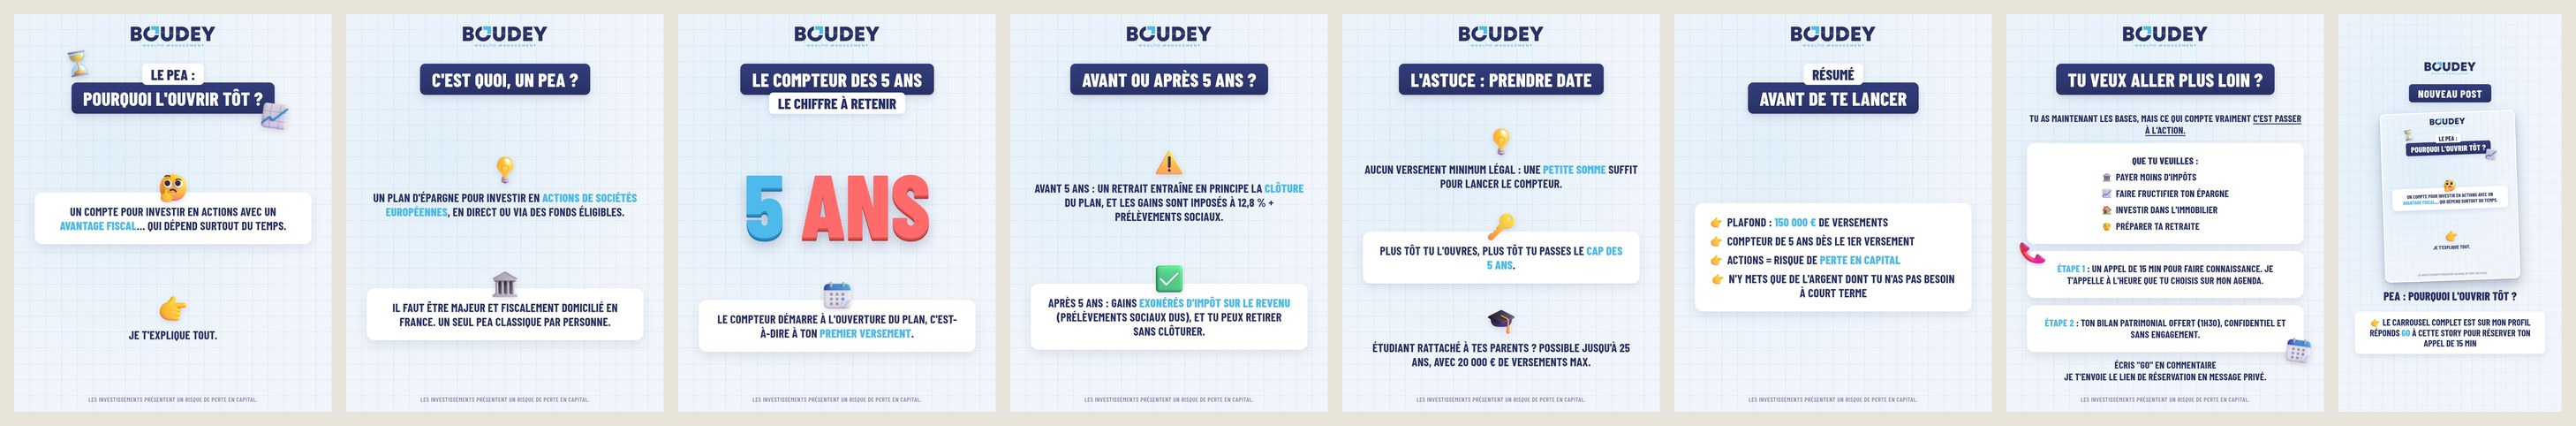 BOUDEY
WEALTH MANAGEMENT
LE PEA :
POURQUOI L'OUVRIR TÔT ?
UN COMPTE POUR INVESTIR EN ACTIONS AVEC UN
AVANTAGE FISCAL... QUI DÉPEND SURTOUT DU TEMPS.
JE T'EXPLIQUE TOUT.
LES INVESTISSEMENTS PRÉSENTENT UN RISQUE DE PERTE EN CAPITAL.
BOUDEY
WEALTH MANAGEMENT
C'EST QUOI, UN PEA ?
UN PLAN D'ÉPARGNE POUR INVESTIR EN ACTIONS DE SOCIÉTÉS
EUROPÉENNES, EN DIRECT OU VIA DES FONDS ÉLIGIBLES.
IL FAUT ÊTRE MAJEUR ET FISCALEMENT DOMICILIÉ EN
FRANCE. UN SEUL PEA CLASSIQUE PAR PERSONNE.
LES INVESTISSEMENTS PRÉSENTENT UN RISQUE DE PERTE EN CAPITAL.
BOUDEY
WEALTH MANAGEMENT
LE COMPTEUR DES 5 ANS
LE CHIFFRE À RETENIR
5 ANS
LE COMPTEUR DÉMARRE À L'OUVERTURE DU PLAN, C'EST-
À-DIRE À TON PREMIER VERSEMENT.
LES INVESTISSEMENTS PRÉSENTENT UN RISQUE DE PERTE EN CAPITAL.
BOUDEY
WEALTH MANAGEMENT
AVANT OU APRÈS 5 ANS ?
AVANT 5 ANS : UN RETRAIT ENTRAÎNE EN PRINCIPE LA CLÔTURE
DU PLAN, ET LES GAINS SONT IMPOSÉS À 12,8 % +
PRÉLÈVEMENTS SOCIAUX.
APRÈS 5 ANS : GAINS EXONÉRÉS D'IMPÔT SUR LE REVENU
(PRÉLÈVEMENTS SOCIAUX DUS), ET TU PEUX RETIRER
SANS CLÔTURER.
LES INVESTISSEMENTS PRÉSENTENT UN RISQUE DE PERTE EN CAPITAL.
BOUDEY
WEALTH MANAGEMENT
L'ASTUCE : PRENDRE DATE
AUCUN VERSEMENT MINIMUM LÉGAL : UNE PETITE SOMME SUFFIT
POUR LANCER LE COMPTEUR.
PLUS TÔT TU L'OUVRES, PLUS TÔT TU PASSES LE CAP DES
5 ANS.
ÉTUDIANT RATTACHÉ À TES PARENTS ? POSSIBLE JUSQU'À 25
ANS, AVEC 20 000 € DE VERSEMENTS MAX.
LES INVESTISSEMENTS PRÉSENTENT UN RISQUE DE PERTE EN CAPITAL.
BOUDEY
WEALTH MANAGEMENT
RÉSUMÉ
AVANT DE TE LANCER
PLAFOND : 150 000 € DE VERSEMENTS
COMPTEUR DE 5 ANS DÈS LE 1ER VERSEMENT
ACTIONS = RISQUE DE PERTE EN CAPITAL
N'Y METS QUE DE L'ARGENT DONT TU N'AS PAS BESOIN
À COURT TERME
LES INVESTISSEMENTS PRÉSENTENT UN RISQUE DE PERTE EN CAPITAL.
BOUDEY
WEALTH MANAGEMENT
TU VEUX ALLER PLUS LOIN ?
TU AS MAINTENANT LES BASES, MAIS CE QUI COMPTE VRAIMENT C'EST PASSER
À L'ACTION.
QUE TU VEUILLES :
PAYER MOINS D'IMPÔTS
FAIRE FRUCTIFIER TON ÉPARGNE
INVESTIR DANS L'IMMOBILIER
PRÉPARER TA RETRAITE
ÉTAPE 1 : UN APPEL DE 15 MIN POUR FAIRE CONNAISSANCE. JE
T'APPELLE À L'HEURE QUE TU CHOISIS SUR MON AGENDA.
ÉTAPE 2 : TON BILAN PATRIMONIAL OFFERT (1H30), CONFIDENTIEL ET
SANS ENGAGEMENT.
ÉCRIS "GO" EN COMMENTAIRE
JE T'ENVOIE LE LIEN DE RÉSERVATION EN MESSAGE PRIVÉ.
LES INVESTISSEMENTS PRÉSENTENT UN RISQUE DE PERTE EN CAPITAL.
BOUDEY
NOUVEAU POST
BOUDEY
LE PEA :
POURQUOI L'OUVRIR TÔT ?
UN COMPTE POUR INVESTIR EN ACTIONS AVEC UN
AVANTAGE FISCAL... QUI DÉPEND SURTOUT DU TEMPS.
JE T'EXPLIQUE TOUT.
PEA : POURQUOI L'OUVRIR TÔT ?
LE CARROUSEL COMPLET EST SUR MON PROFIL
RÉPONDS GO À CETTE STORY POUR RÉSERVER TON
APPEL DE 15 MIN